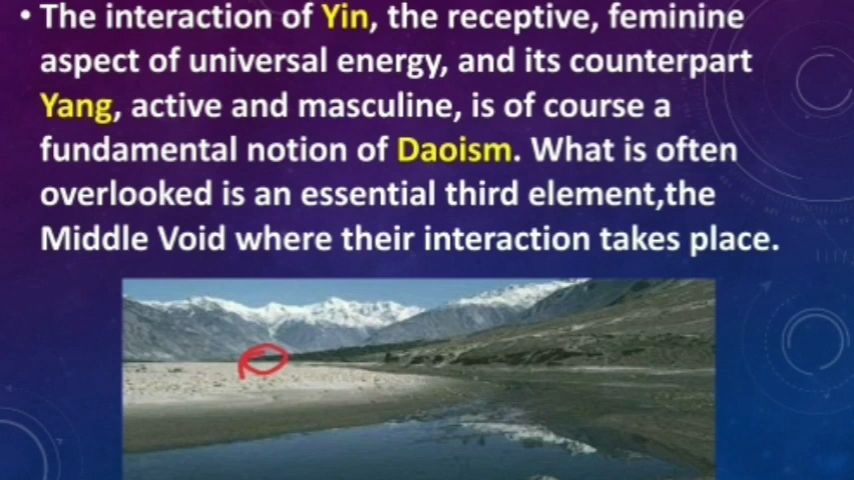 • The interaction of Yin, the receptive, feminine
aspect of universal energy, and its counterpart
Yang, active and masculine, is of course a
fundamental notion of Daoism. What is often
overlooked is an essential third element,the
Middle Void where their interaction takes place.